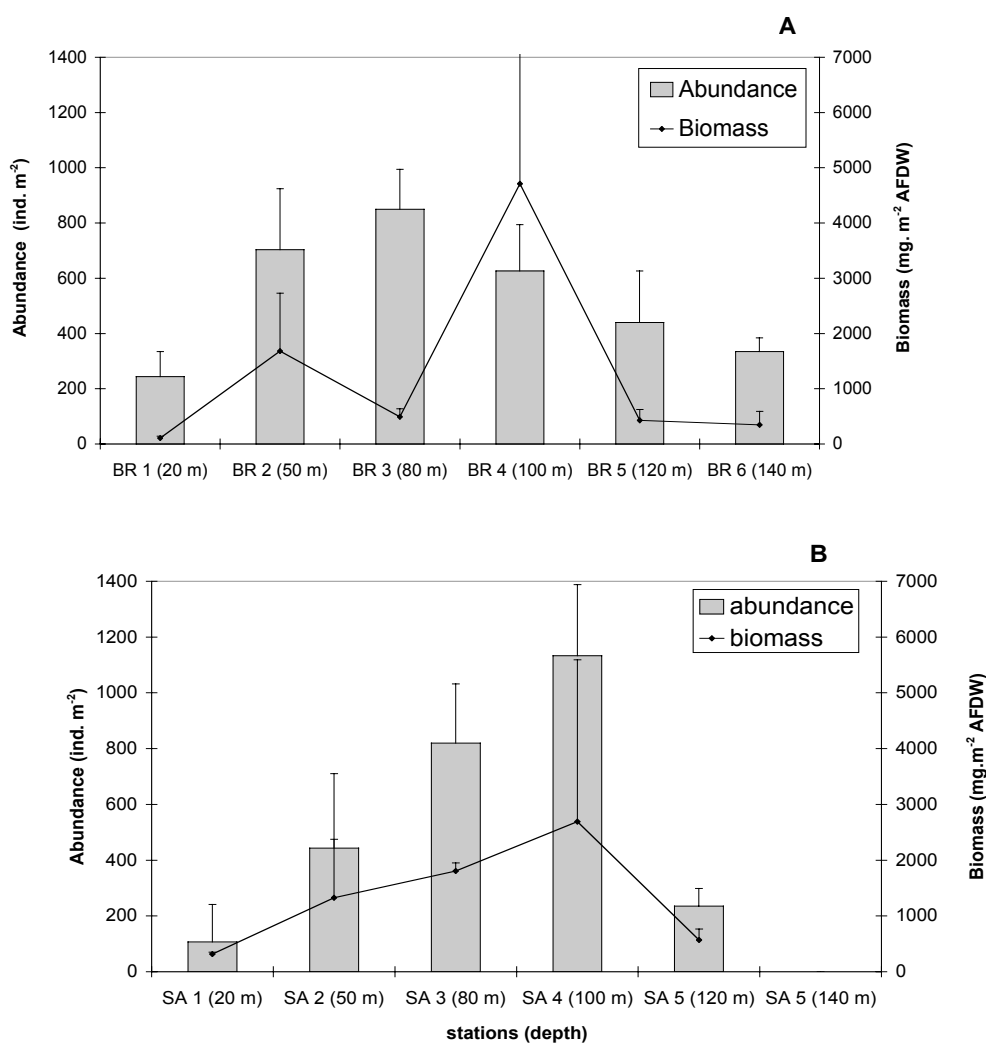 A
1400
1200
1000
800
600
400
200
0
Abundance (ind. m-2)
7000
6000
5000
4000
3000
2000
1000
0
Biomass (mg. m-2 AFDW)
Abundance
Biomass
BR 1 (20 m) BR 2 (50 m) BR 3 (80 m) BR 4 (100 m) BR 5 (120 m) BR 6 (140 m)
B
1400
1200
1000
800
600
400
200
0
Abundance (ind. m-2)
7000
6000
5000
4000
3000
2000
1000
0
Biomass (mg.m-2 AFDW)
abundance
biomass
SA 1 (20 m) SA 2 (50 m) SA 3 (80 m) SA 4 (100 m) SA 5 (120 m) SA 5 (140 m)
stations (depth)